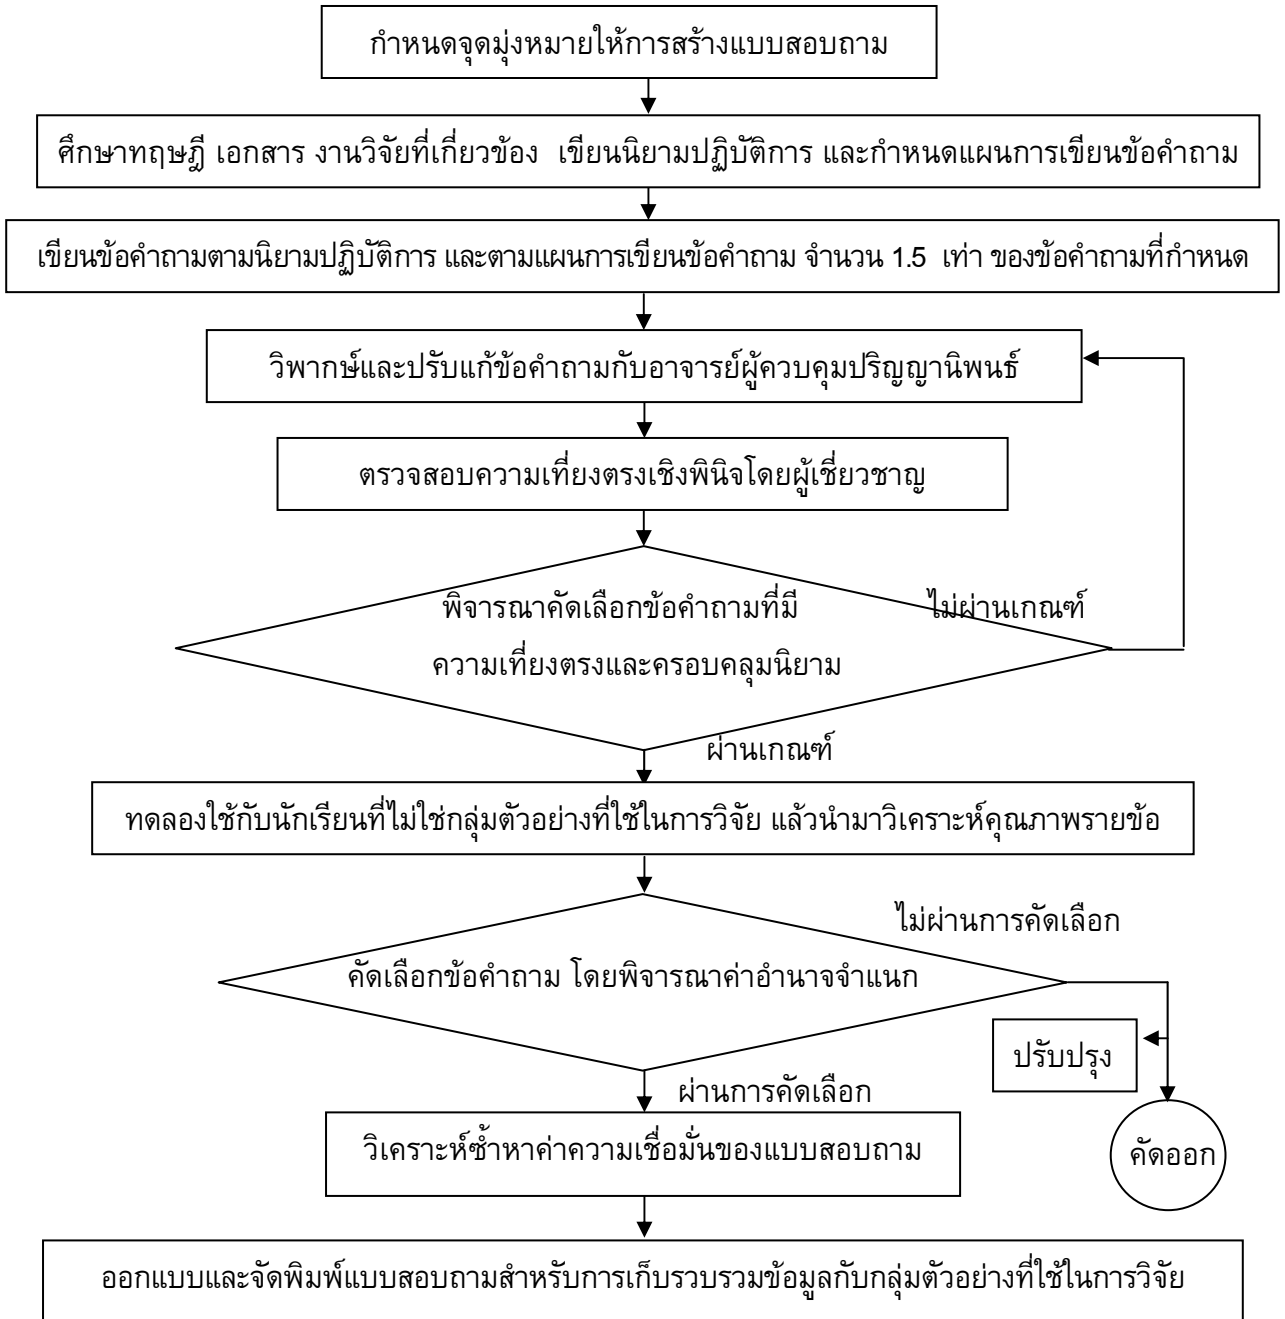 กำหนดจุดมุ่งหมายให้การสร้างแบบสอบถาม
ศึกษาทฤษฎี เอกสาร งานวิจัยที่เกี่ยวข้อง เขียนนิยามปฏิบัติการ และกำหนดแผนการเขียนข้อคำถาม
เขียนข้อคำถามตามนิยามปฏิบัติการ และตามแผนการเขียนข้อคำถาม จำนวน 1.5 เท่า ของข้อคำถามที่กำหนด
วิพากษ์และปรับแก้ข้อคำถามกับอาจารย์ผู้ควบคุมปริญญานิพนธ์
ตรวจสอบความเที่ยงตรงเชิงพินิจโดยผู้เชี่ยวชาญ
พิจารณาคัดเลือกข้อคำถามที่มี
ความเที่ยงตรงและครอบคลุมนิยาม
ไม่ผ่านเกณฑ์
ผ่านเกณฑ์
ทดลองใช้กับนักเรียนที่ไม่ใช่กลุ่มตัวอย่างที่ใช้ในการวิจัย แล้วนำมาวิเคราะห์คุณภาพรายข้อ
ไม่ผ่านการคัดเลือก
คัดเลือกข้อคำถาม โดยพิจารณาค่าอำนาจจำแนก
ปรับปรุง
ผ่านการคัดเลือก
คัดออก
วิเคราะห์ซ้ำหาค่าความเชื่อมั่นของแบบสอบถาม
ออกแบบและจัดพิมพ์แบบสอบถามสำหรับการเก็บรวบรวมข้อมูลกับกลุ่มตัวอย่างที่ใช้ในการวิจัย